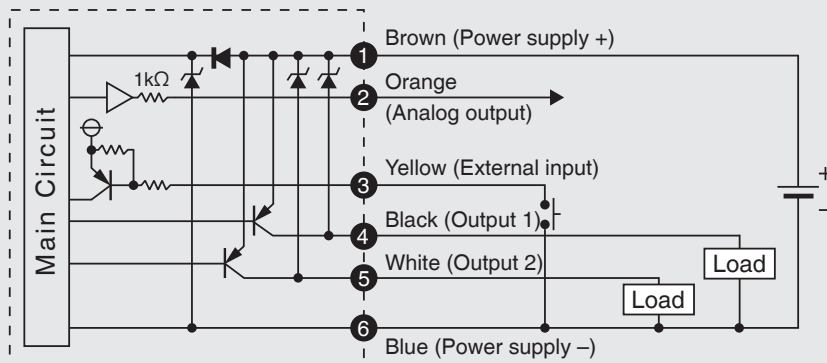 Main Circuit
1kΩ
1 Brown (Power supply +)
2 Orange
(Analog output)
3 Yellow (External input)
4 Black (Output 1)
5 White (Output 2)
6 Blue (Power supply –)
Load
Load
+
–